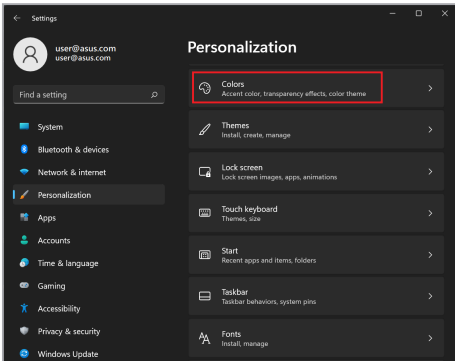 Settings
user@asus.com
user@asus.com
Find a setting
System
Bluetooth & devices
Network & internet
Personalization
Apps
Accounts
Time & language
Gaming
Accessibility
Privacy & security
Windows Update
Personalization
Colors
Accent color, transparency effects, color theme
Themes
Install, create, manage
Lock screen
Lock screen images, apps, animations
Touch keyboard
Themes, size
Start
Recent apps and items, folders
Taskbar
Taskbar behaviors, system pins
Fonts
Install, manage